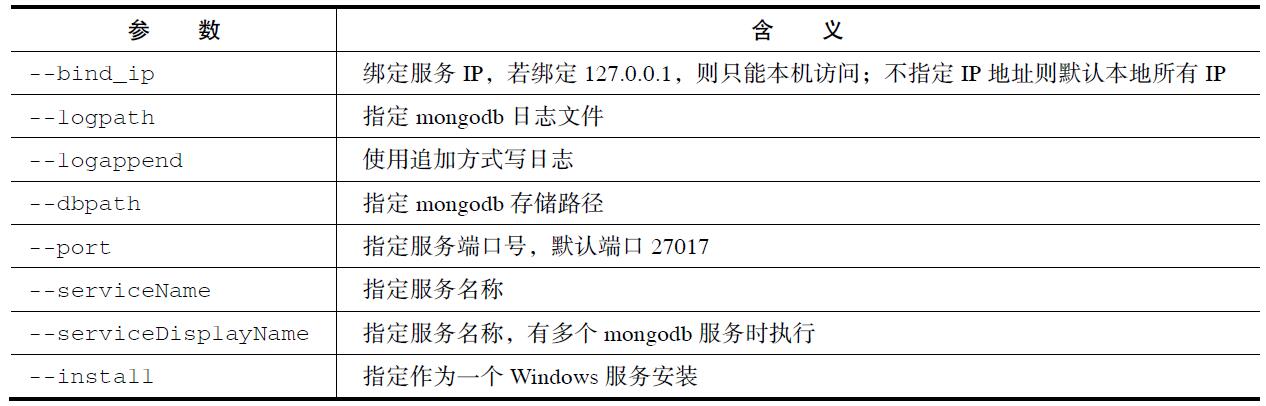 参 数 含 义
--bind_ip 绑定服务 IP，若绑定 127.0.0.1，则只能本机访问；不指定 IP 地址则默认本地所有 IP
--logpath 指定 mongodb 日志文件
--logappend 使用追加方式写日志
--dbpath 指定 mongodb 存储路径
--port 指定服务端口号，默认端口 27017
--serviceName 指定服务名称
--serviceDisplayName 指定服务名称，有多个 mongodb 服务时执行
--install 指定作为一个 Windows 服务安装